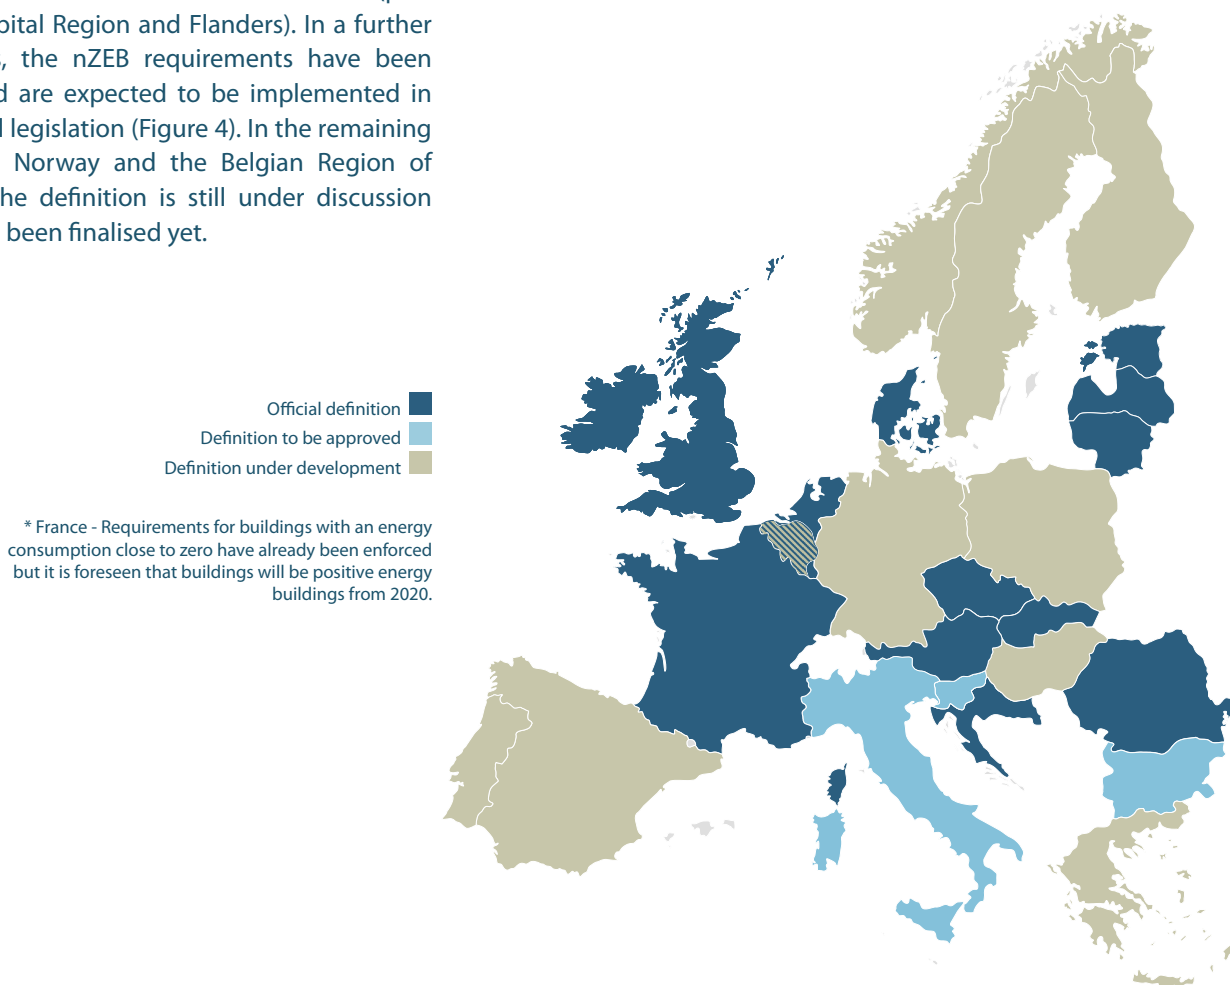 pital Region and Flanders). In a further
, the nZEB requirements have been
d are expected to be implemented in
l legislation (Figure 4). In the remaining
Norway and the Belgian Region of
he definition is still under discussion
been finalised yet.
Official definition
Definition to be approved
Definition under development
* France - Requirements for buildings with an energy
consumption close to zero have already been enforced
but it is foreseen that buildings will be positive energy
buildings from 2020.